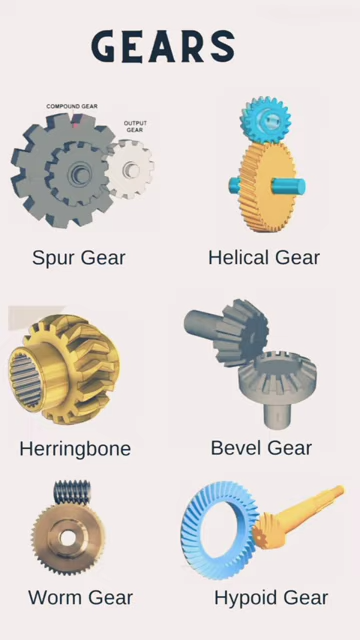 GEARS
COMPOUND GEAR
OUTPUT
GEAR
Spur Gear
Helical Gear
Herringbone
Bevel Gear
Worm Gear
Hypoid Gear